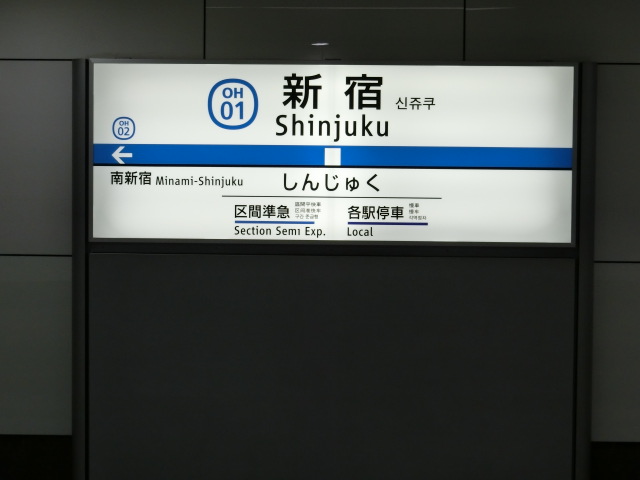 OH
01
新宿 신쥬쿠
Shinjuku
OH
02
南新宿 Minami-Shinjuku
しんじゅく
区間準急
Section Semi Exp.
各駅停車
Local